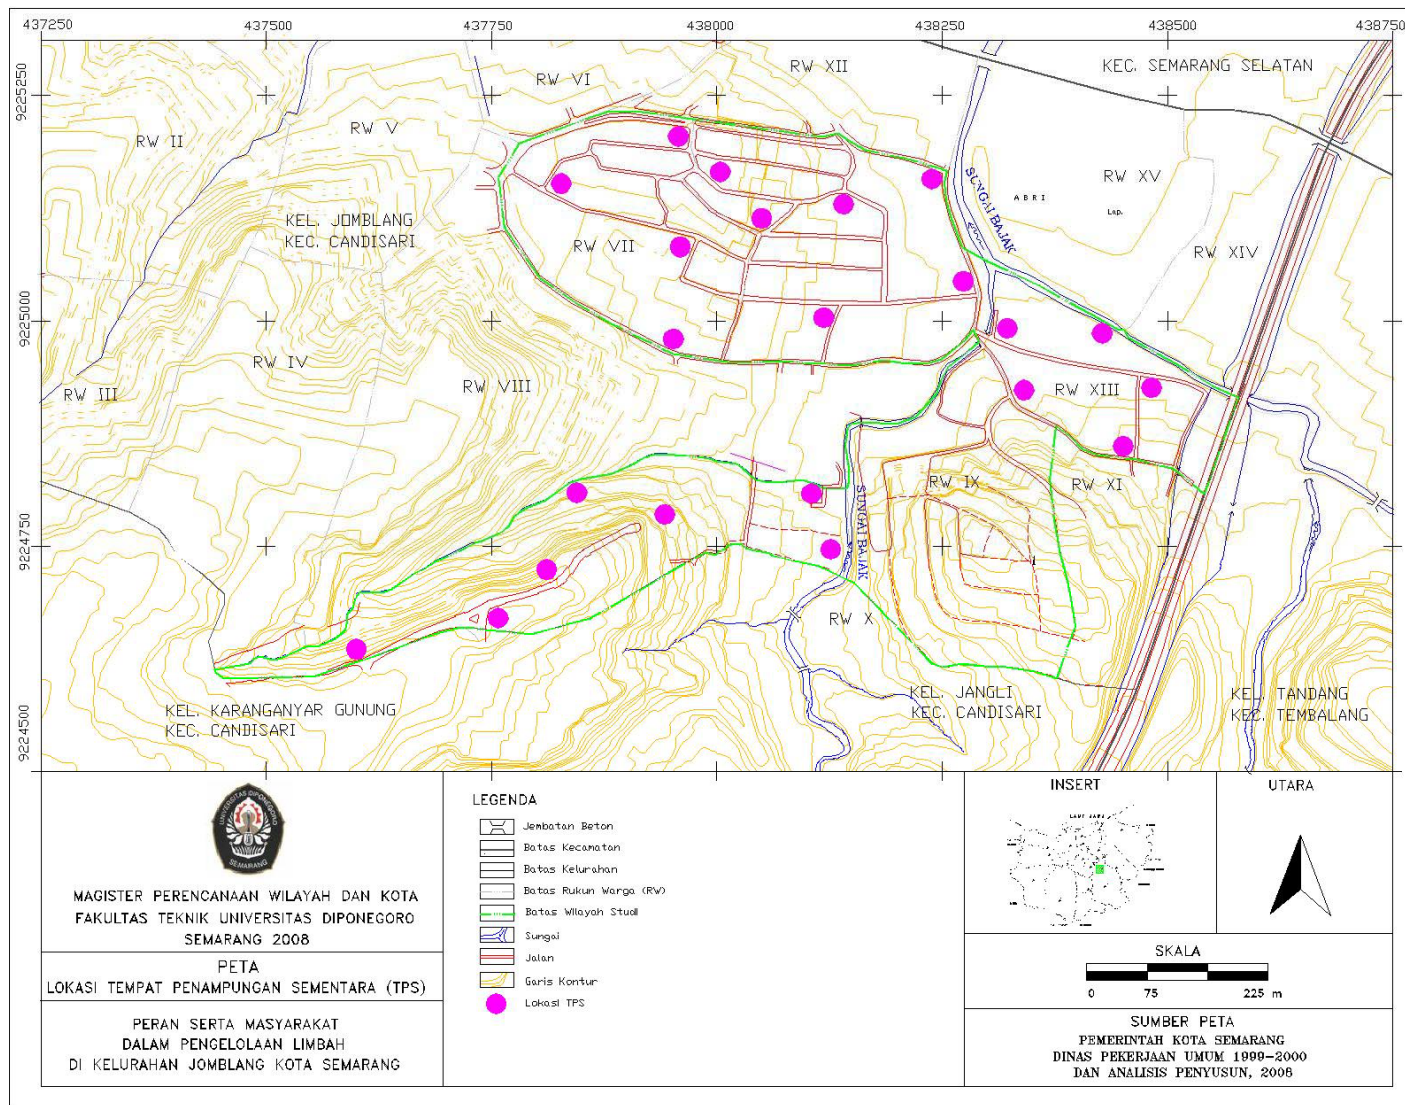 437250
437500
437750
438000
438250
438500
438750
9225250
9225000
9224750
9224500
RW VI
RW XII
KEC. SEMARANG SELATAN
RW II
RW V
RW XV
SUNGAI BAJAK
ABRI
Lap.
KEL. JOMBLANG
KEC. CANDISARI
RW VII
RW XIV
RW IV
RW III
RW VIII
RW XIII
RW IX
RW XI
SUNGAI BAJAK
RW X
KEL. KARANGANYAR GUNUNG
KEC. CANDISARI
KEL. JANGLI
KEC. CANDISARI
KEL. TANDANG
KEC. TEMBALANG
UNIVERSITAS DIPONEGORO
SEMARANG
MAGISTER PERENCANAAN WILAYAH DAN KOTA
FAKULTAS TEKNIK UNIVERSITAS DIPONEGORO
SEMARANG 2008
PETA
LOKASI TEMPAT PENAMPUNGAN SEMENTARA (TPS)
PERAN SERTA MASYARAKAT
DALAM PENGELOLAAN LIMBAH
DI KELURAHAN JOMBLANG KOTA SEMARANG
LEGENDA
Jembatan Beton
Batas Kecamatan
Batas Kelurahan
Batas Rukun Warga (RW)
Batas Wilayah Studi
Sungai
Jalan
Garis Kontur
Lokasi TPS
INSERT
LAUT JAWA
UTARA
SKALA
0 75 225 m
SUMBER PETA
PEMERINTAH KOTA SEMARANG
DINAS PEKERJAAN UMUM 1999-2000
DAN ANALISIS PENYUSUN, 2008